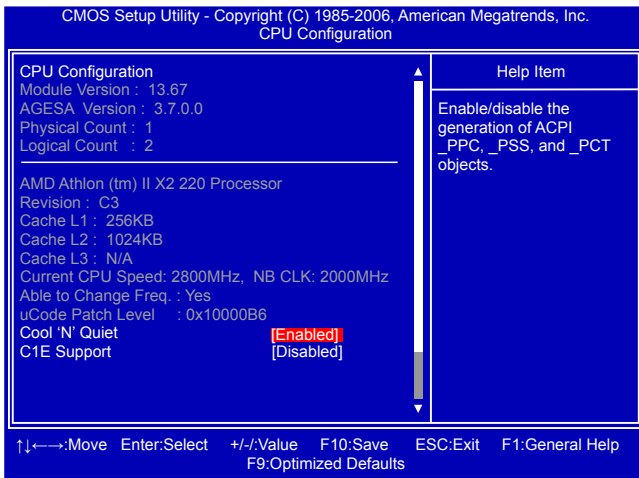 CMOS Setup Utility - Copyright (C) 1985-2006, American Megatrends, Inc.
CPU Configuration
CPU Configuration
Module Version : 13.67
AGESA Version : 3.7.0.0
Physical Count : 1
Logical Count : 2
AMD Athlon (tm) II X2 220 Processor
Revision : C3
Cache L1 : 256KB
Cache L2 : 1024KB
Cache L3 : N/A
Current CPU Speed: 2800MHz, NB CLK: 2000MHz
Able to Change Freq. : Yes
uCode Patch Level : 0x10000B6
Cool ‘N’ Quiet [Enabled]
C1E Support [Disabled]
Help Item
Enable/disable the
generation of ACPI
_PPC, _PSS, and _PCT
objects.
↑↓←→:Move Enter:Select +/-/:Value F10:Save ESC:Exit F1:General Help
F9:Optimized Defaults